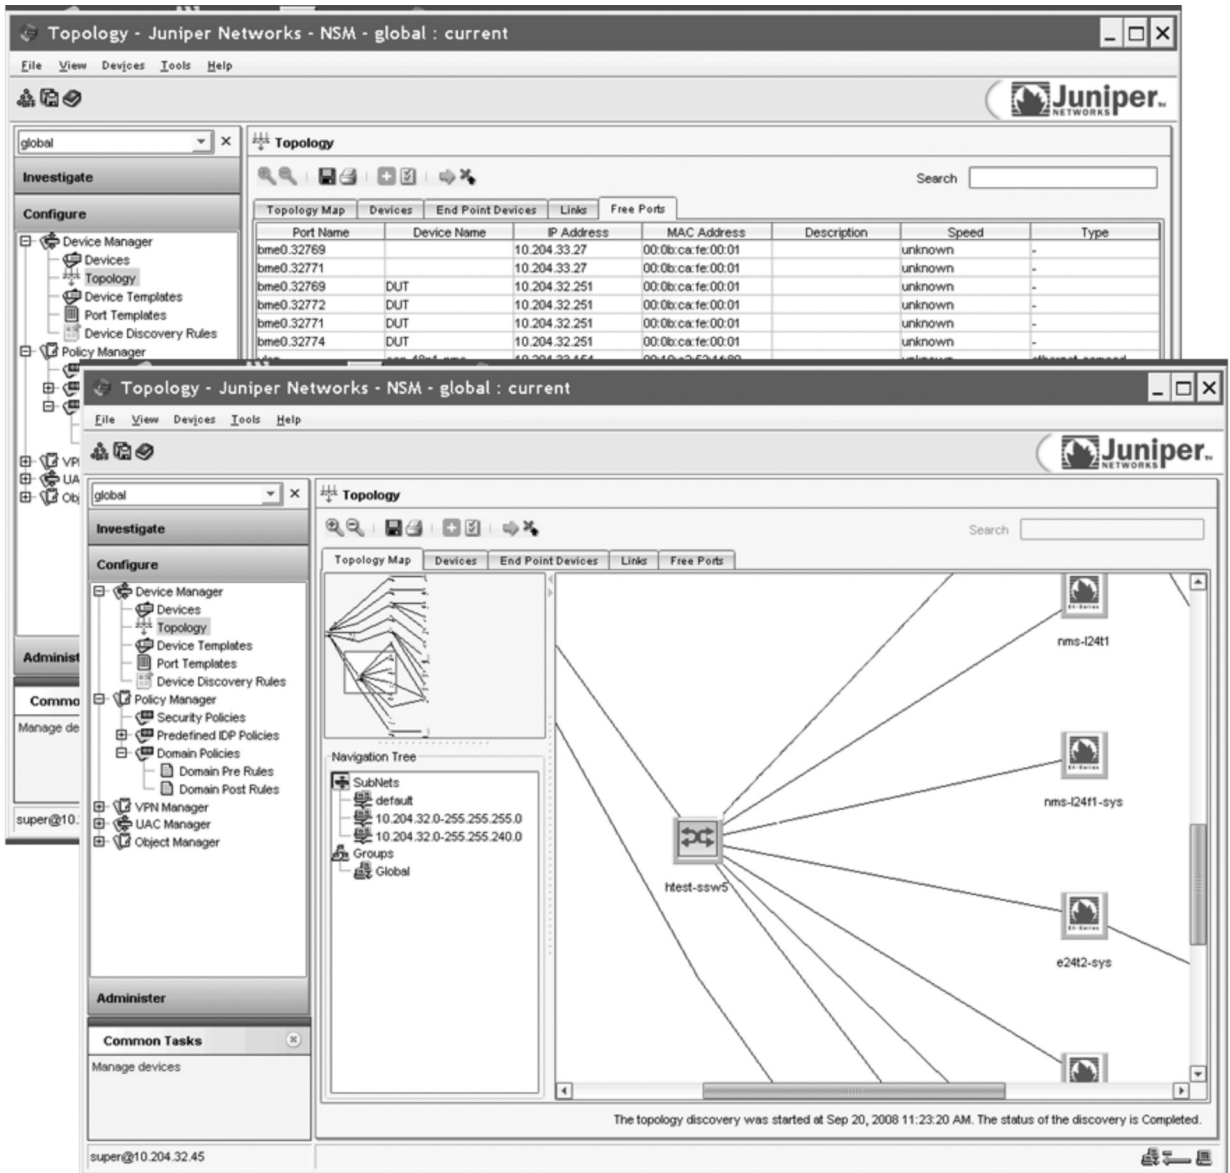 Topology - Juniper Networks - NSM - global : current
File View Devices Tools Help
Juniper
NETWORKS
global
Topology
Investigate
Search
Configure
Topology Map Devices End Point Devices Links Free Ports
Port Name Device Name IP Address MAC Address Description Speed Type
bme0.32769 10.204.33.27 00:0b:ca:fe:00:01 unknown -
bme0.32771 10.204.33.27 00:0b:ca:fe:00:01 unknown -
bme0.32769 DUT 10.204.32.251 00:0b:ca:fe:00:01 unknown -
bme0.32772 DUT 10.204.32.251 00:0b:ca:fe:00:01 unknown -
bme0.32771 DUT 10.204.32.251 00:0b:ca:fe:00:01 unknown -
bme0.32774 DUT 10.204.32.251 00:0b:ca:fe:00:01 unknown -
Device Manager
Devices
Topology
Device Templates
Port Templates
Device Discovery Rules
Policy Manager
VP
UA
Obj
Administ
Commo
Manage de
super@10.
Topology - Juniper Networks - NSM - global : current
File View Devices Tools Help
Juniper
NETWORKS
global
Topology
Investigate
Search
Configure
Topology Map Devices End Point Devices Links Free Ports
Device Manager
Devices
Topology
Device Templates
Port Templates
Device Discovery Rules
Policy Manager
Security Policies
Predefined IDP Policies
Domain Policies
Domain Pre Rules
Domain Post Rules
VPN Manager
UAC Manager
Object Manager
Administer
Common Tasks
Manage devices
Navigation Tree
SubNets
default
10.204.32.0-255.255.255.0
10.204.32.0-255.255.240.0
Groups
Global
nms-l24t1
nms-l24f1-sys
htest-ssw5
e24t2-sys
The topology discovery was started at Sep 20, 2008 11:23:20 AM. The status of the discovery is Completed.
super@10.204.32.45